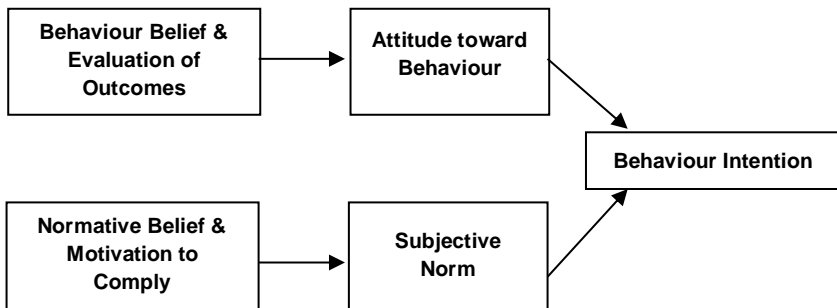 Behaviour Belief &
Evaluation of
Outcomes
Attitude toward
Behaviour
Behaviour Intention
Normative Belief &
Motivation to
Comply
Subjective
Norm